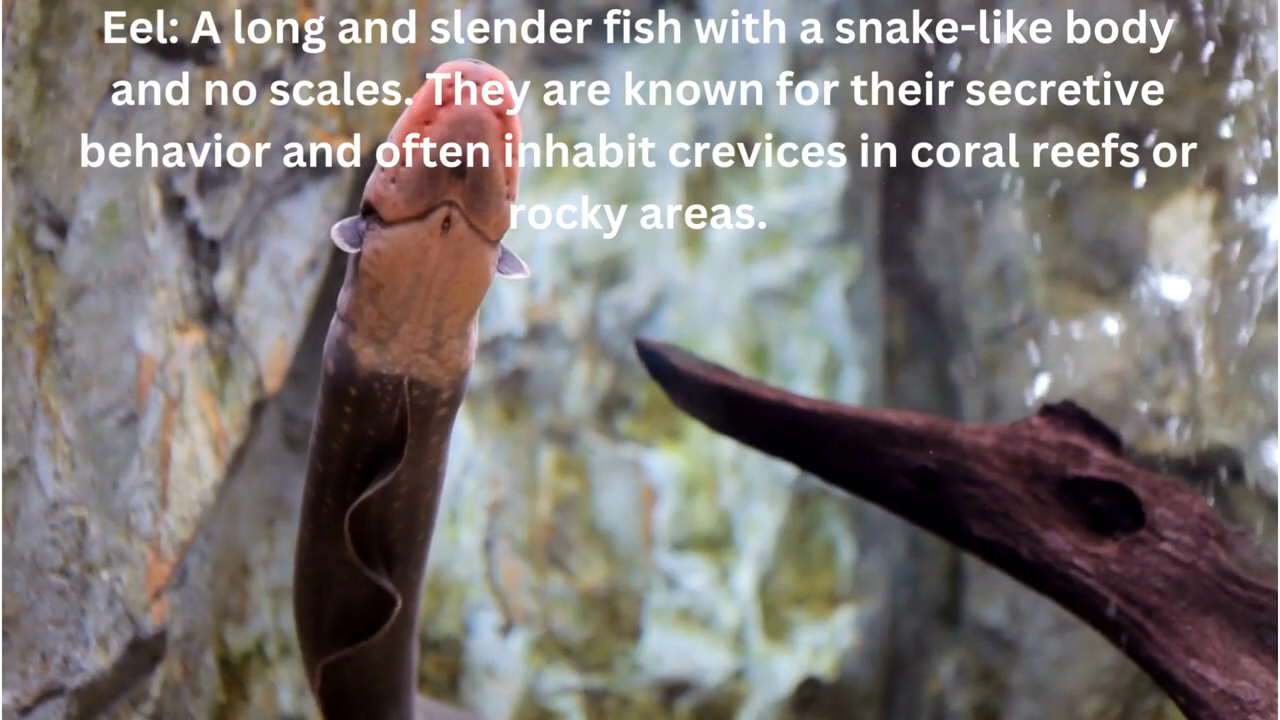 Eel: A long and slender fish with a snake-like body
and no scales. They are known for their secretive
behavior and often inhabit crevices in coral reefs or
rocky areas.